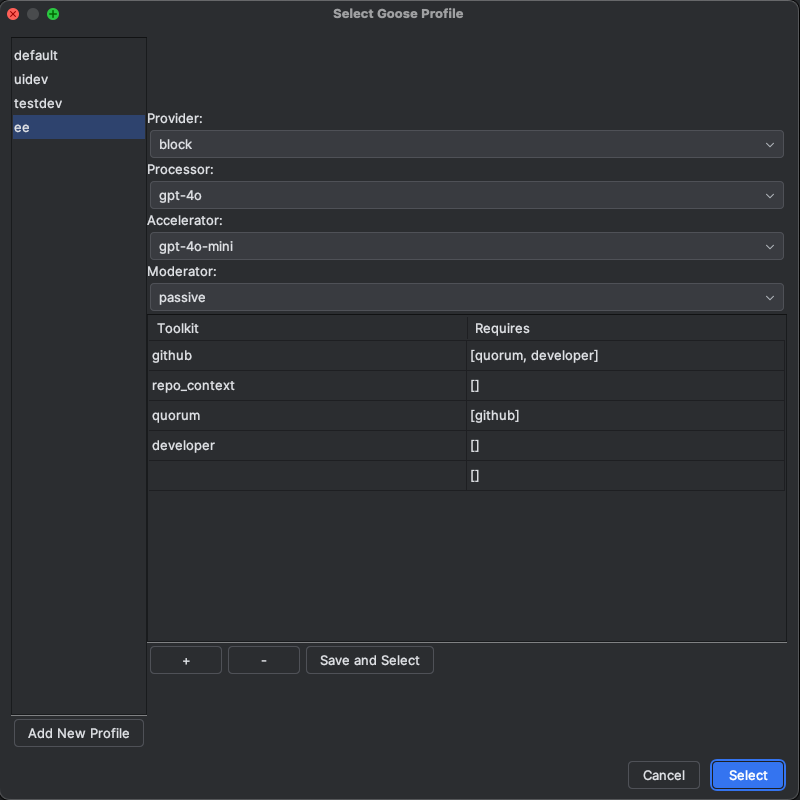 Select Goose Profile
default
uidev
testdev
ee
Provider:
block
Processor:
gpt-4o
Accelerator:
gpt-4o-mini
Moderator:
passive
Toolkit Requires
github [quorum, developer]
repo_context []
quorum [github]
developer []
[]
+ - Save and Select
Add New Profile
Cancel Select